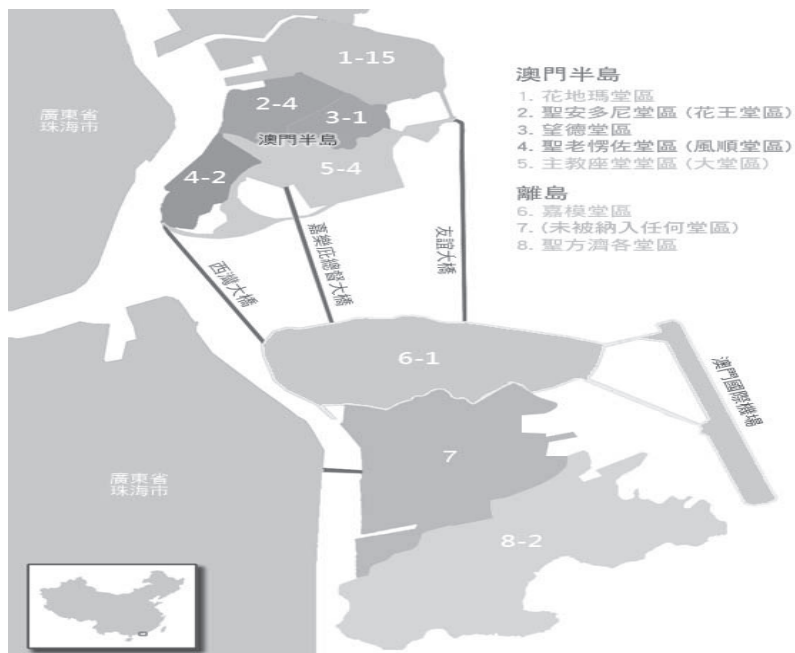 澳門半島
1. 花地瑪堂區
2. 聖安多尼堂區 (花王堂區)
3. 望德堂區
4. 聖老愣佐堂區 (風順堂區)
5. 主教座堂堂區 (大堂區)
離島
6. 嘉模堂區
7. (未被納入任何堂區)
8. 聖方濟各堂區
1-15
2-4
3-1
澳門半島
4-2
5-4
廣東省
珠海市
西灣大橋
嘉樂庇總督大橋
友誼大橋
6-1
澳門國際機場
7
廣東省
珠海市
8-2